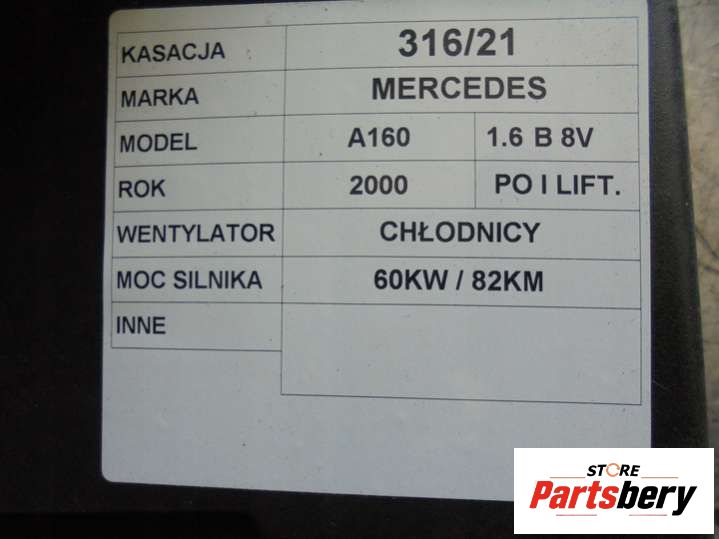 KASACJA 316/21
MARKA MERCEDES
MODEL A160 1.6 B 8V
ROK 2000 PO I LIFT.
WENTYLATOR CHŁODNICY
MOC SILNIKA 60KW / 82KM
INNE
STORE
Partsbery